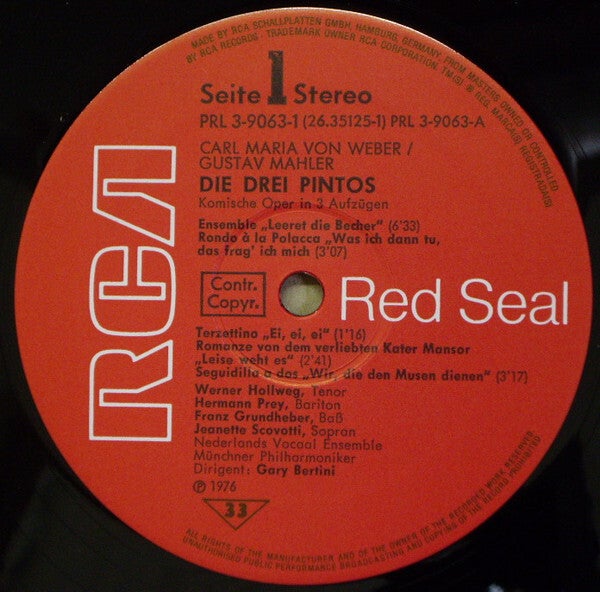 MADE BY RCA SCHALLPLATTEN GMBH, HAMBURG, GERMANY, FROM MASTERS OWNED OR CONTROLLED
BY RCA RECORDS · TRADEMARK OWNER RCA-CORPORATION. TM(S) ® REG. MARCA(S) REGISTRADA(S)
Seite 1 Stereo
PRL 3-9063-1 (26.35125-1) PRL 3-9063-A
CARL MARIA VON WEBER /
GUSTAV MAHLER
DIE DREI PINTOS
Komische Oper in 3 Aufzügen
Ensemble „Leeret die Becher“ (6'33)
Rondo à la Polacca „Was ich dann tu,
das frag' ich mich (3'07)
Contr.
Copyr.
RCA
Red Seal
Terzettino „Ei, ei, ei“ (1'16)
Romanze von dem verliebten Kater Mansor
„Leise weht es“ (2'41)
Seguidilla a dos „Wir, die den Musen dienen“ (3'17)
Werner Hollweg, Tenor
Hermann Prey, Bariton
Franz Grundheber, Baß
Jeanette Scovotti, Sopran
Nederlands Vocaal Ensemble
Münchner Philharmoniker
Dirigent: Gary Bertini
℗ 1976
33
ALL RIGHTS OF THE MANUFACTURER AND OF THE OWNER OF THE RECORDED WORK RESERVED
UNAUTHORISED PUBLIC PERFORMANCE BROADCASTING AND COPYING OF THE RECORD PROHIBITED